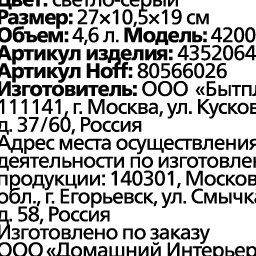 Цвет: светло-серый
Размер: 27×10,5×19 см
Объем: 4,6 л. Модель: 4200
Артикул изделия: 4352064
Артикул Hoff: 80566026
Изготовитель: ООО «Бытпл
111141, г. Москва, ул. Кусков
д. 37/60, Россия
Адрес места осуществления
деятельности по изготовлен
продукции: 140301, Москов
обл., г. Егорьевск, ул. Смычка
д. 58, Россия
Изготовлено по заказу
ООО «Домашний Интерьер